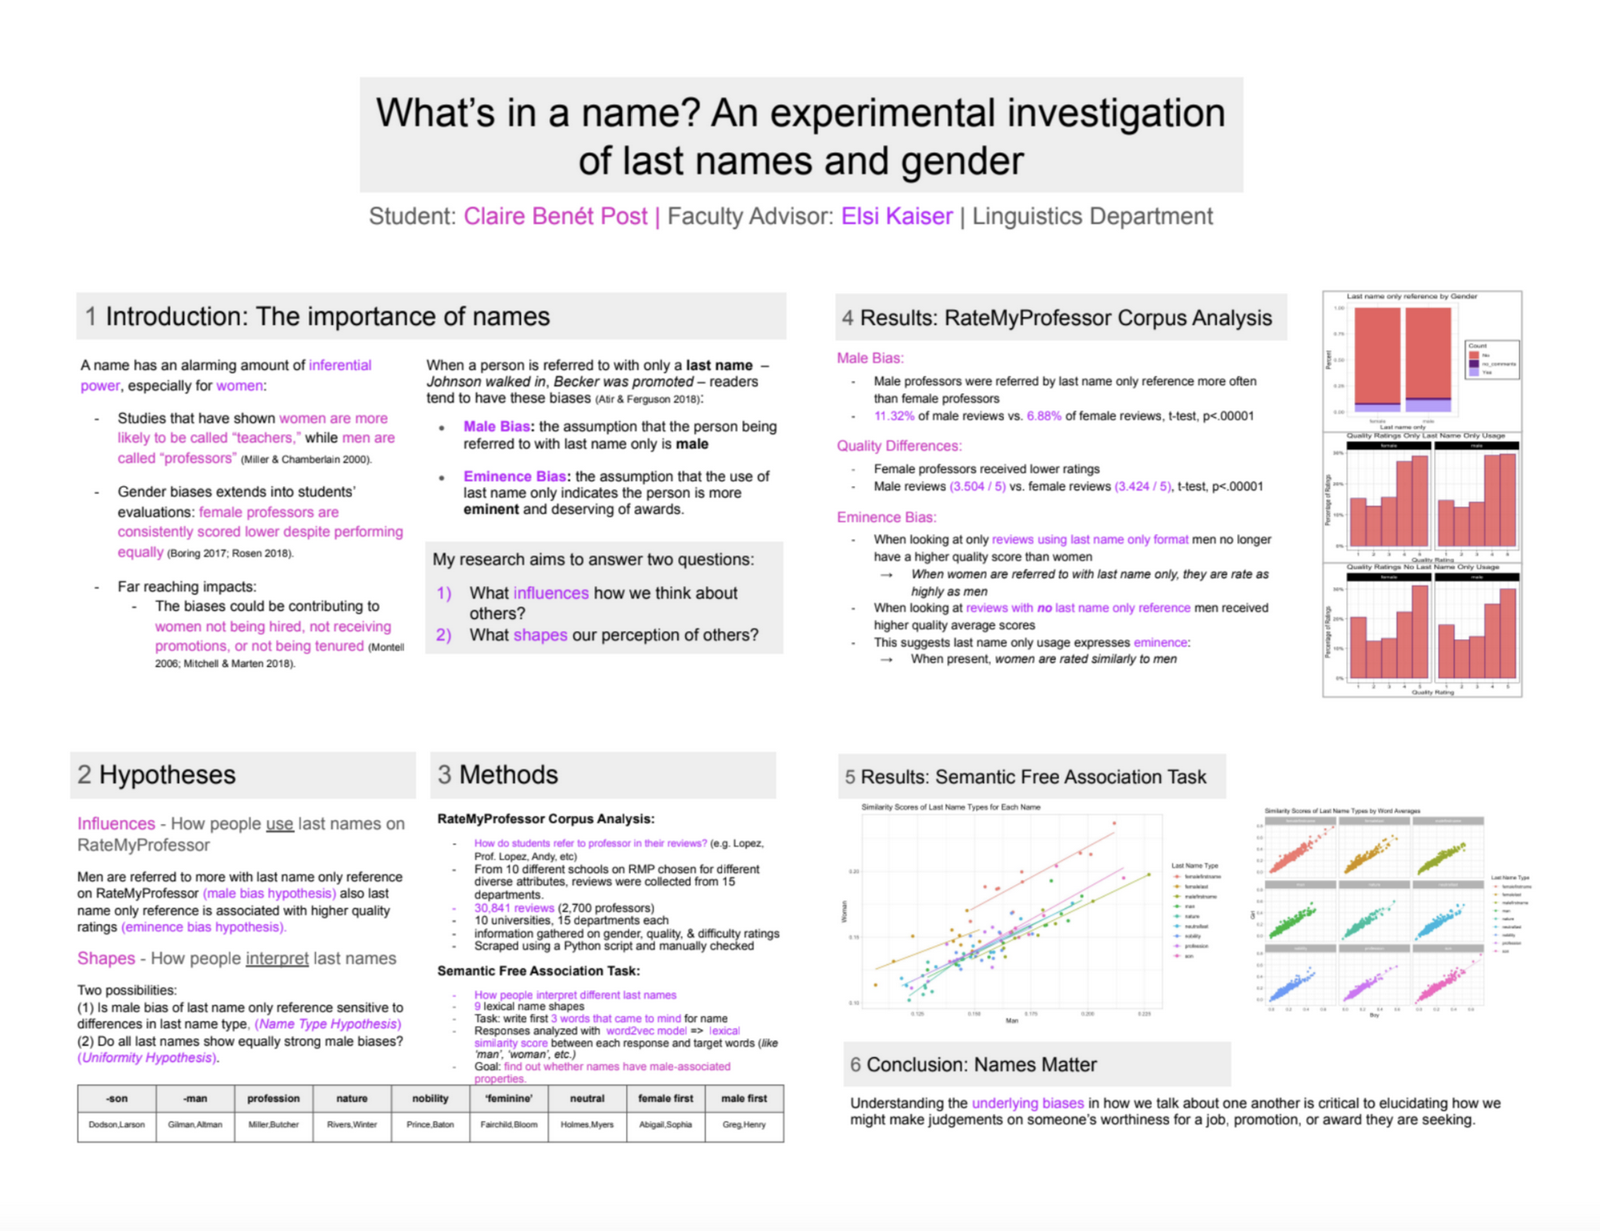 What's in a name? An experimental investigation
of last names and gender
Student: Claire Benét Post | Faculty Advisor: Elsi Kaiser | Linguistics Department
1 Introduction: The importance of names
A name has an alarming amount of inferential
power, especially for women:
- Studies that have shown women are more
likely to be called “teachers,” while men are
called “professors” (Miller & Chamberlain 2000).
- Gender biases extends into students’
evaluations: female professors are
consistently scored lower despite performing
equally (Boring 2017; Rosen 2018).
- Far reaching impacts:
- The biases could be contributing to
women not being hired, not receiving
promotions, or not being tenured (Montell
2006; Mitchell & Marten 2018).
When a person is referred to with only a last name –
Johnson walked in, Becker was promoted – readers
tend to have these biases (Atir & Ferguson 2018):
● Male Bias: the assumption that the person being
referred to with last name only is male
● Eminence Bias: the assumption that the use of
last name only indicates the person is more
eminent and deserving of awards.
My research aims to answer two questions:
1) What influences how we think about
others?
2) What shapes our perception of others?
2 Hypotheses
Influences - How people use last names on
RateMyProfessor
Men are referred to more with last name only reference
on RateMyProfessor (male bias hypothesis) also last
name only reference is associated with higher quality
ratings (eminence bias hypothesis).
Shapes - How people interpret last names
Two possibilities:
(1) Is male bias of last name only reference sensitive to
differences in last name type, (Name Type Hypothesis)
(2) Do all last names show equally strong male biases?
(Uniformity Hypothesis).
3 Methods
RateMyProfessor Corpus Analysis:
- How do students refer to professor in their reviews? (e.g. Lopez,
Prof. Lopez, Andy, etc)
- From 10 different schools on RMP chosen for different
diverse attributes, reviews were collected from 15
departments.
- 30,841 reviews (2,700 professors)
- 10 universities, 15 departments each
- information gathered on gender, quality, & difficulty ratings
- Scraped using a Python script and manually checked
Semantic Free Association Task:
- How people interpret different last names
- 9 lexical name shapes
- Task: write first 3 words that came to mind for name
- Responses analyzed with word2vec model => lexical
similarity score between each response and target words (like
‘man’, ‘woman’, etc.)
- Goal: find out whether names have male-associated
properties.
-son -man profession nature nobility ‘feminine’ neutral female first male first
Dodson,Larson Gilman,Altman Miller,Butcher Rivers,Winter Prince,Baton Fairchild,Bloom Holmes,Myers Abigail,Sophia Greg,Henry
4 Results: RateMyProfessor Corpus Analysis
Male Bias:
- Male professors were referred by last name only reference more often
than female professors
- 11.32% of male reviews vs. 6.88% of female reviews, t-test, p<.00001
Quality Differences:
- Female professors received lower ratings
- Male reviews (3.504 / 5) vs. female reviews (3.424 / 5), t-test, p<.00001
Eminence Bias:
- When looking at only reviews using last name only format men no longer
have a higher quality score than women
→ When women are referred to with last name only, they are rate as
highly as men
- When looking at reviews with no last name only reference men received
higher quality average scores
- This suggests last name only usage expresses eminence:
→ When present, women are rated similarly to men
Last name only reference by Gender
1.00
0.75
0.50
0.25
0.00
Percent
female male
Last name only
Count
No
no_comments
Yes
Quality Ratings Only Last Name Only Usage
female male
30%
20%
10%
0%
Percentage of Ratings
1 2 3 4 5 1 2 3 4 5
Quality Rating
Quality Ratings No Last Name Only Usage
female male
30%
20%
10%
0%
Percentage of Ratings
1 2 3 4 5 1 2 3 4 5
Quality Rating
5 Results: Semantic Free Association Task
Similarity Scores of Last Name Types for Each Name
0.20
0.15
0.10
Woman
0.125 0.150 0.175 0.200 0.225
Man
Last Name Type
femalefirstname
femalelast
malefirstname
man
nature
neutrallast
nobility
profession
son
Similarity Scores of Last Name Types by Word Averages
Girl
Boy
Last Name Type
6 Conclusion: Names Matter
Understanding the underlying biases in how we talk about one another is critical to elucidating how we
might make judgements on someone’s worthiness for a job, promotion, or award they are seeking.